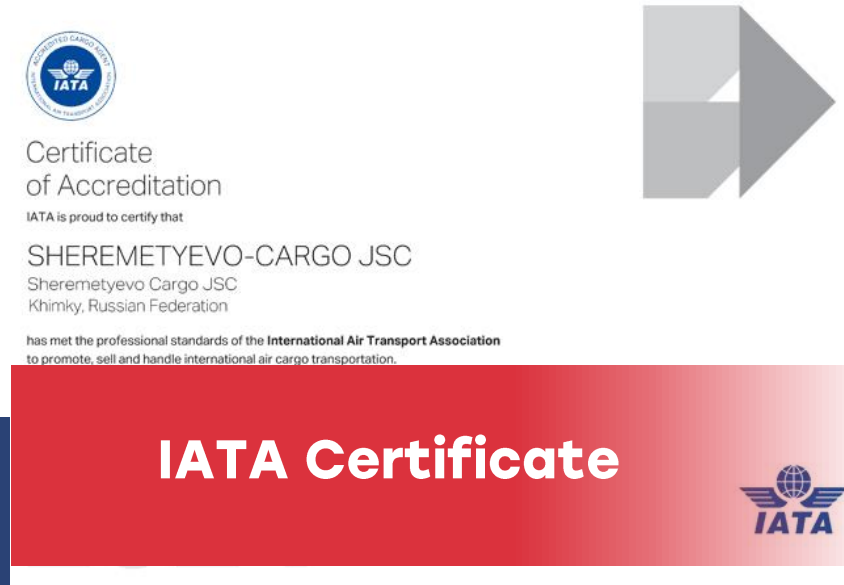 ACCREDITED CARGO AGENT
IATA
INTERNATIONAL AIR TRANSPORT ASSOCIATION
Certificate
of Accreditation
IATA is proud to certify that
SHEREMETYEVO-CARGO JSC
Sheremetyevo Cargo JSC
Khimky, Russian Federation
has met the professional standards of the International Air Transport Association
to promote, sell and handle international air cargo transportation.
IATA Certificate
IATA